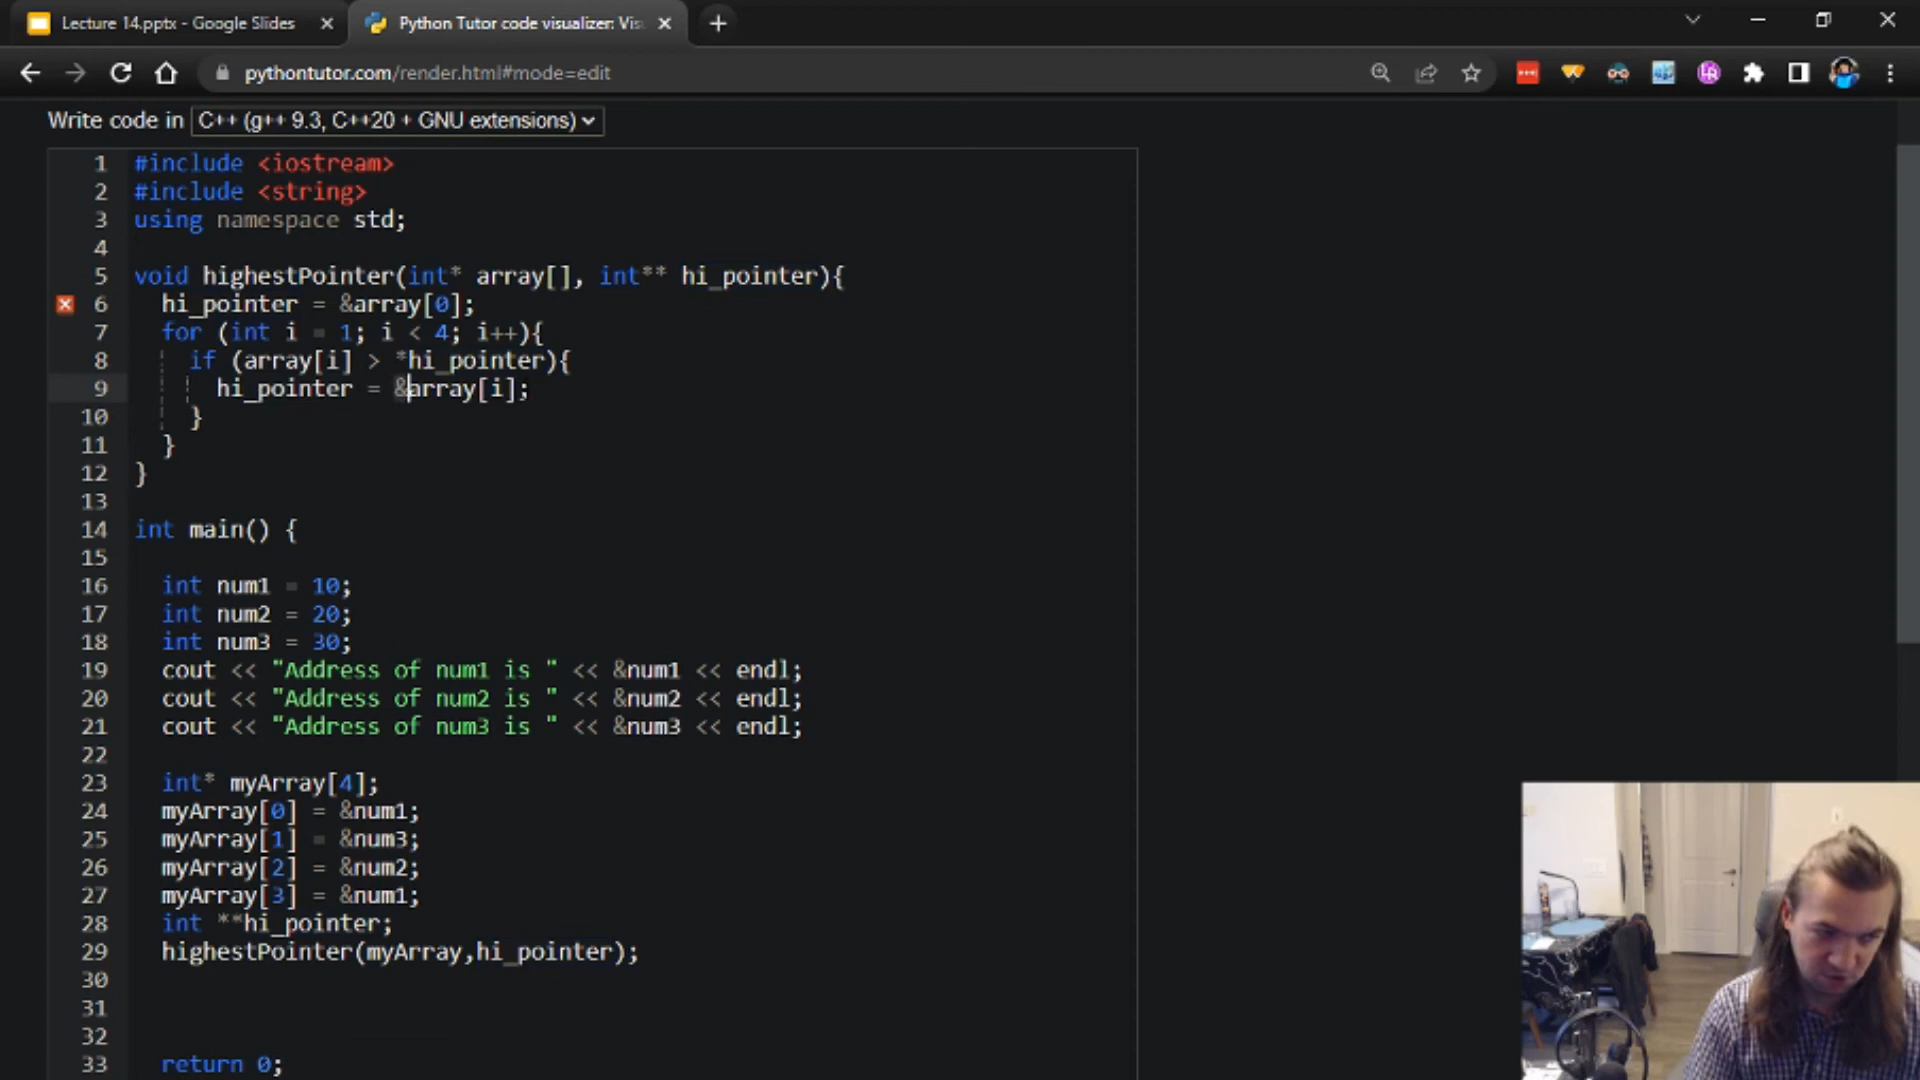 Lecture 14.pptx - Google Slides
Python Tutor code visualizer: Vis
pythontutor.com/render.html#mode=edit
Write code in C++ (g++ 9.3, C++20 + GNU extensions)
1 #include <iostream>
2 #include <string>
3 using namespace std;
4
5 void highestPointer(int* array[], int** hi_pointer){
6 hi_pointer = &array[0];
7 for (int i = 1; i < 4; i++){
8 if (array[i] > *hi_pointer){
9 hi_pointer = &array[i];
10 }
11 }
12 }
13
14 int main() {
15
16 int num1 = 10;
17 int num2 = 20;
18 int num3 = 30;
19 cout << "Address of num1 is " << &num1 << endl;
20 cout << "Address of num2 is " << &num2 << endl;
21 cout << "Address of num3 is " << &num3 << endl;
22
23 int* myArray[4];
24 myArray[0] = &num1;
25 myArray[1] = &num3;
26 myArray[2] = &num2;
27 myArray[3] = &num1;
28 int **hi_pointer;
29 highestPointer(myArray,hi_pointer);
30
31
32
33 return 0;